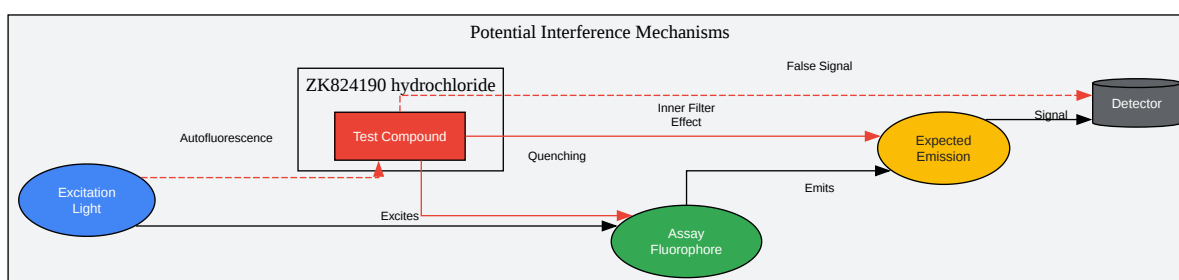 Potential Interference Mechanisms
False Signal
ZK824190 hydrochloride
Detector
Inner Filter
Effect
Signal
Test Compound
Autofluorescence
Expected
Emission
Quenching
Excitation
Light
Emits
Excites
Assay
Fluorophore